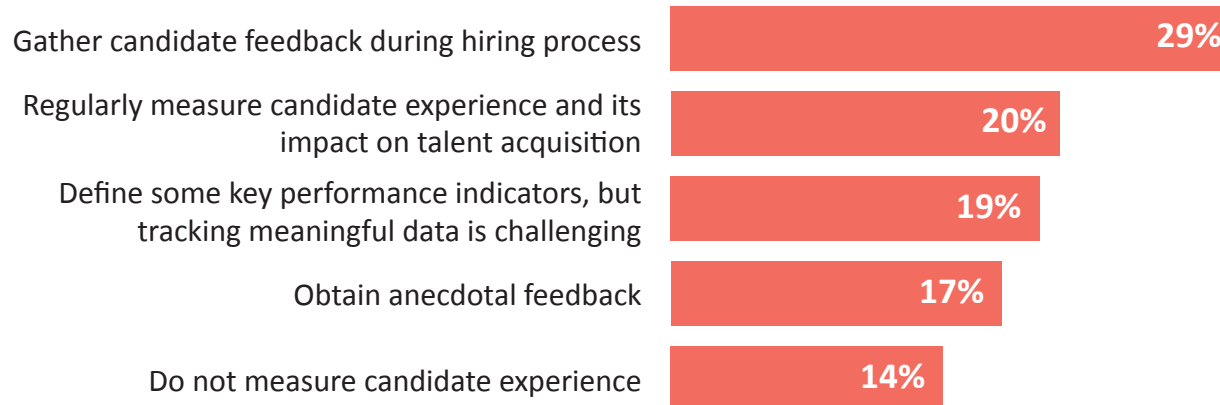 Gather candidate feedback during hiring process
29%
Regularly measure candidate experience and its
impact on talent acquisition
20%
Define some key performance indicators, but
tracking meaningful data is challenging
19%
Obtain anecdotal feedback
17%
Do not measure candidate experience
14%